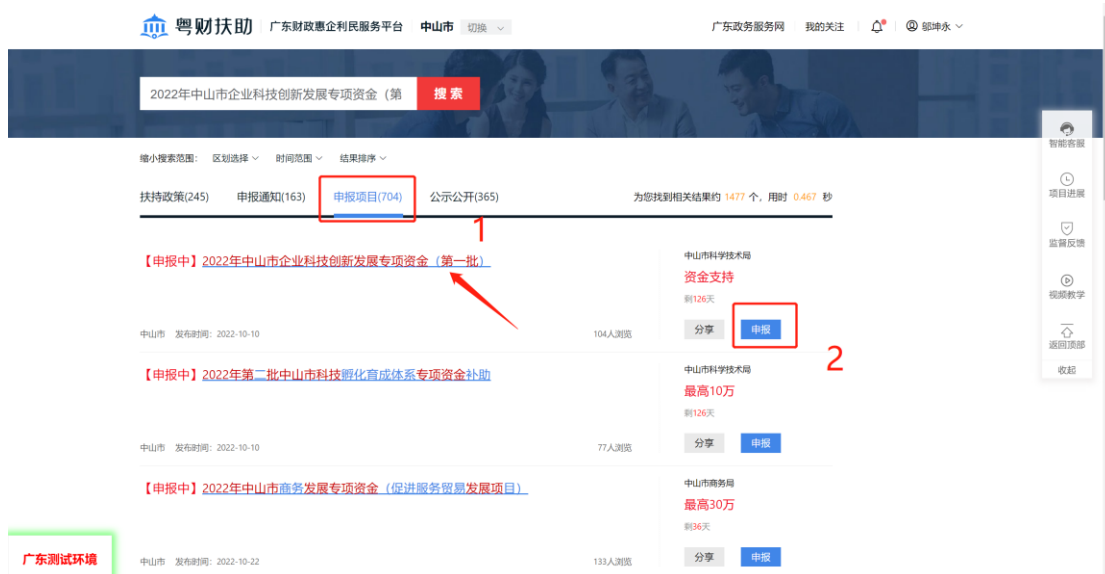 粤财扶助 广东财政惠企利民服务平台 中山市 切换 广东政务服务网 我的关注 邬坤永
2022年中山市企业科技创新发展专项资金（第 搜索
智能客服
缩小搜索范围： 区划选择 时间范围 结果排序
项目进展
扶持政策(245) 申报通知(163) 申报项目(704) 公示公开(365) 为您找到相关结果约 1477 个，用时 0.467 秒
1
监督反馈
【申报中】2022年中山市企业科技创新发展专项资金（第一批）
中山市科学技术局
资金支持
剩126天
视频教学
中山市 发布时间：2022-10-10 104人浏览 分享 申报
2
返回顶部
收起
【申报中】2022年第二批中山市科技孵化育成体系专项资金补助
中山市科学技术局
最高10万
剩126天
中山市 发布时间：2022-10-10 77人浏览 分享 申报
【申报中】2022年中山市商务发展专项资金（促进服务贸易发展项目）
中山市商务局
最高30万
剩36天
广东测试环境
中山市 发布时间：2022-10-22 133人浏览 分享 申报